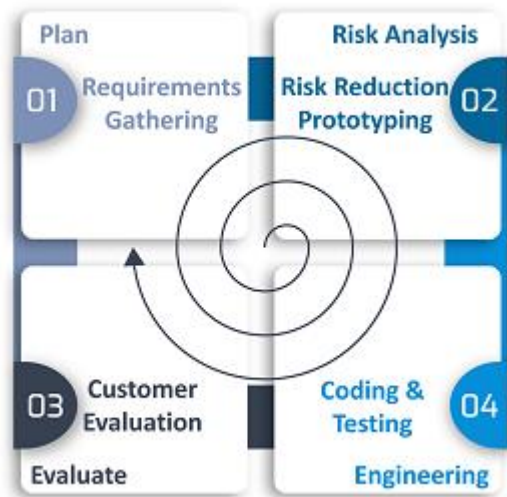 Plan
01
Requirements
Gathering
Risk Analysis
Risk Reduction
Prototyping
02
03
Customer
Evaluation
Evaluate
Coding &
Testing
04
Engineering